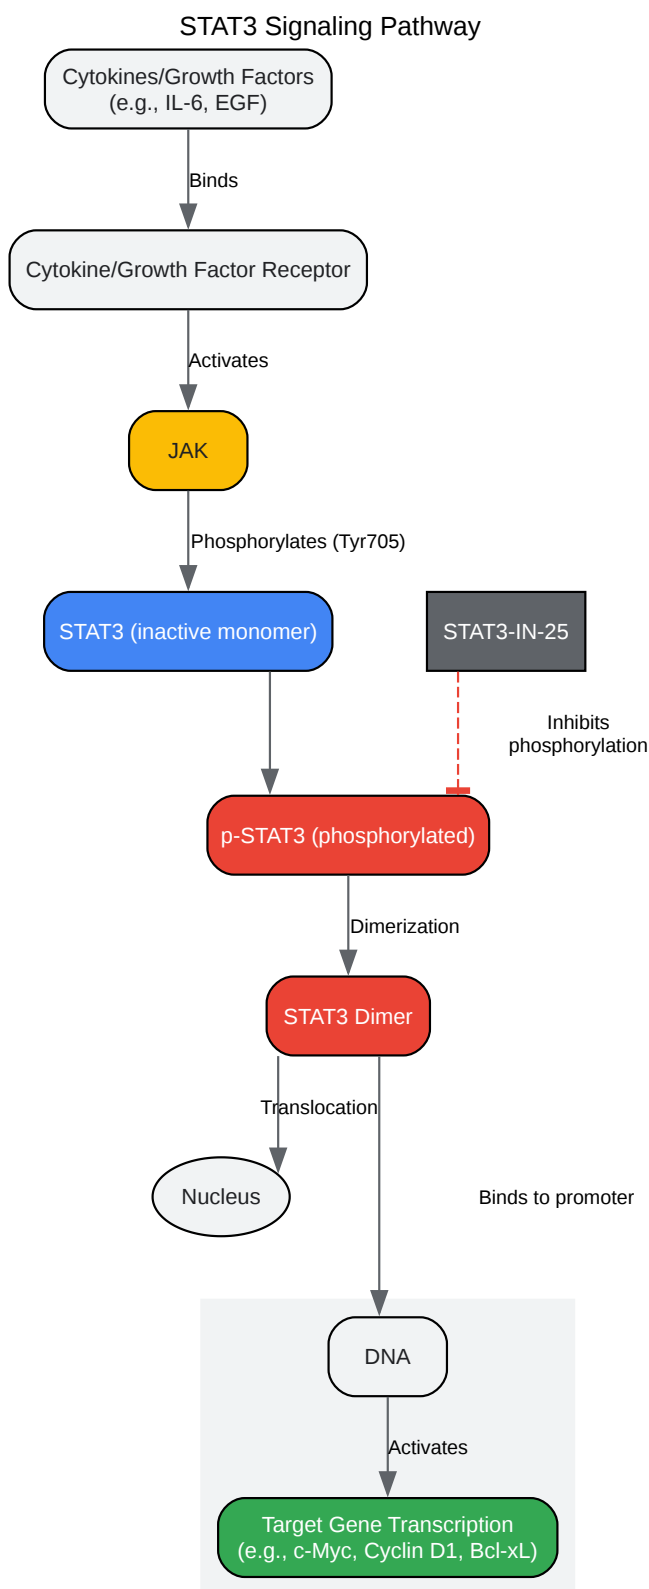 STAT3 Signaling Pathway
Cytokines/Growth Factors
(e.g., IL-6, EGF)
Binds
Cytokine/Growth Factor Receptor
Activates
JAK
Phosphorylates (Tyr705)
STAT3 (inactive monomer)
STAT3-IN-25
Inhibits
phosphorylation
p-STAT3 (phosphorylated)
Dimerization
STAT3 Dimer
Translocation
Nucleus
Binds to promoter
DNA
Activates
Target Gene Transcription
(e.g., c-Myc, Cyclin D1, Bcl-xL)